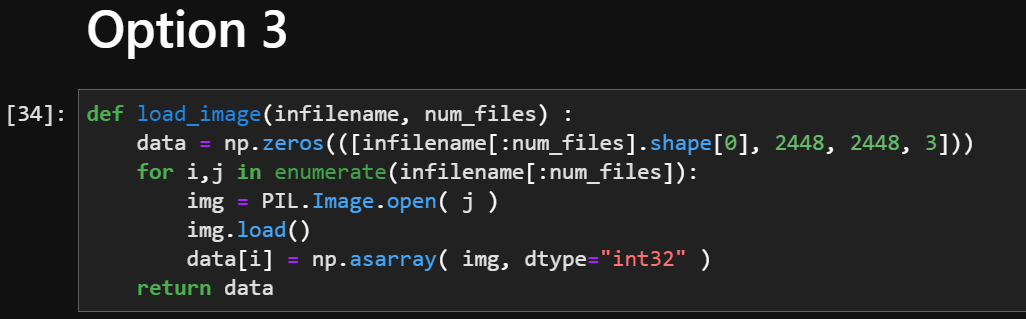 Option 3
[34]: def load_image(infilename, num_files) :
    data = np.zeros(([infilename[:num_files].shape[0], 2448, 2448, 3]))
    for i,j in enumerate(infilename[:num_files]):
        img = PIL.Image.open( j )
        img.load()
        data[i] = np.asarray( img, dtype="int32" )
    return data